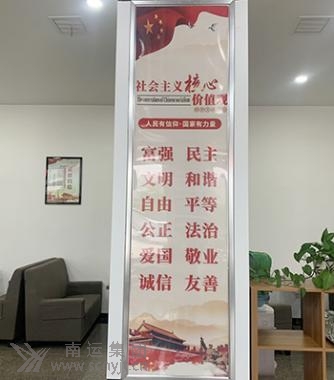 社会主义核心
价值观
人民有信仰·国家有力量
富强 民主
文明 和谐
自由 平等
公正 法治
爱国 敬业
诚信 友善
南运集